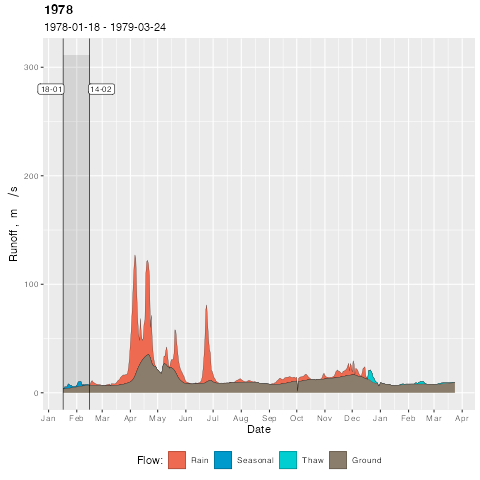 1978
1978-01-18 - 1979-03-24
300
200
100
0
Runoff, m /s
18-01
14-02
Jan Feb Mar Apr May Jun Jul Aug Sep Oct Nov Dec Jan Feb Mar Apr
Date
Flow: Rain Seasonal Thaw Ground